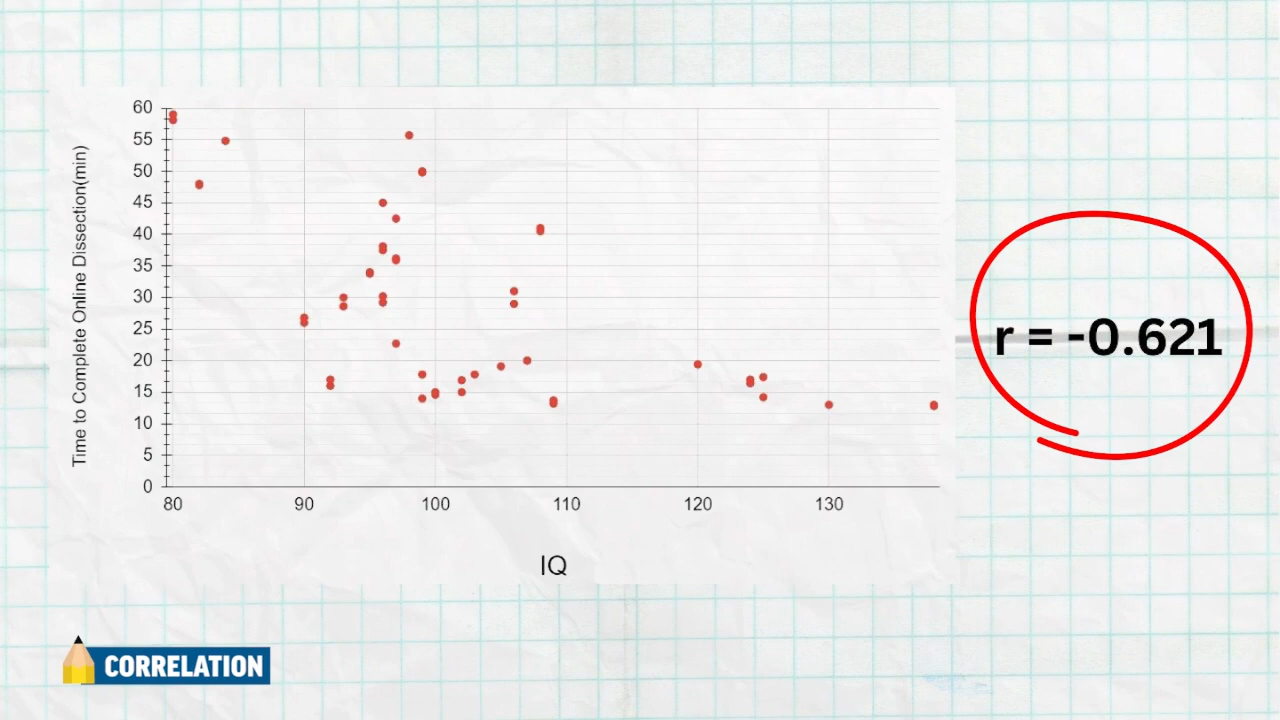 60
55
50
45
40
35
30
25
20
15
10
5
0
Time to Complete Online Dissection(min)
80 90 100 110 120 130
IQ
r = -0.621
CORRELATION